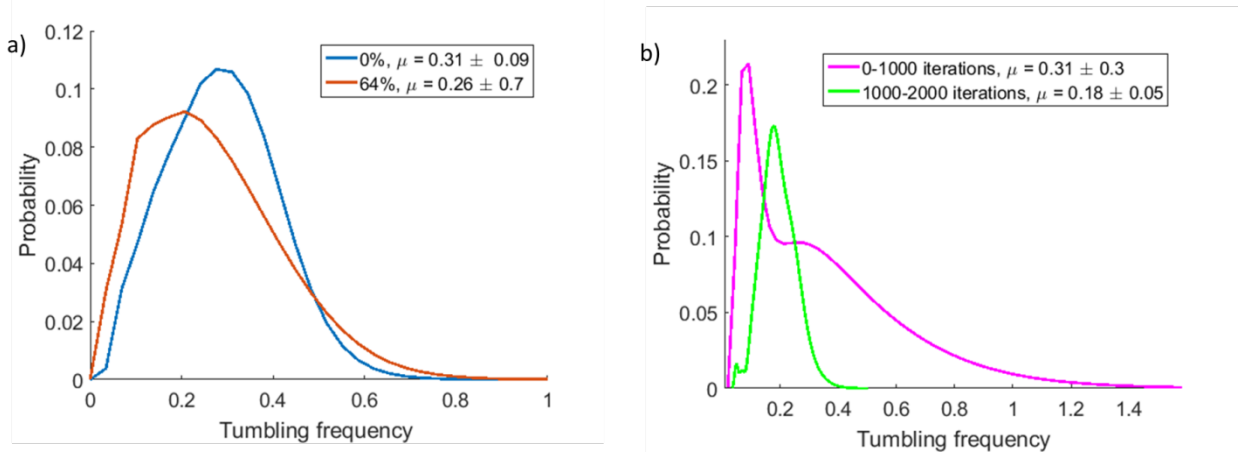 a)
0.12
0.1
0.08
0.06
0.04
0.02
0
Probability
0%, μ = 0.31 ± 0.09
64%, μ = 0.26 ± 0.7
0 0.2 0.4 0.6 0.8 1
Tumbling frequency
b)
0.2
0.15
0.1
0.05
0
Probability
0-1000 iterations, μ = 0.31 ± 0.3
1000-2000 iterations, μ = 0.18 ± 0.05
0.2 0.4 0.6 0.8 1 1.2 1.4
Tumbling frequency